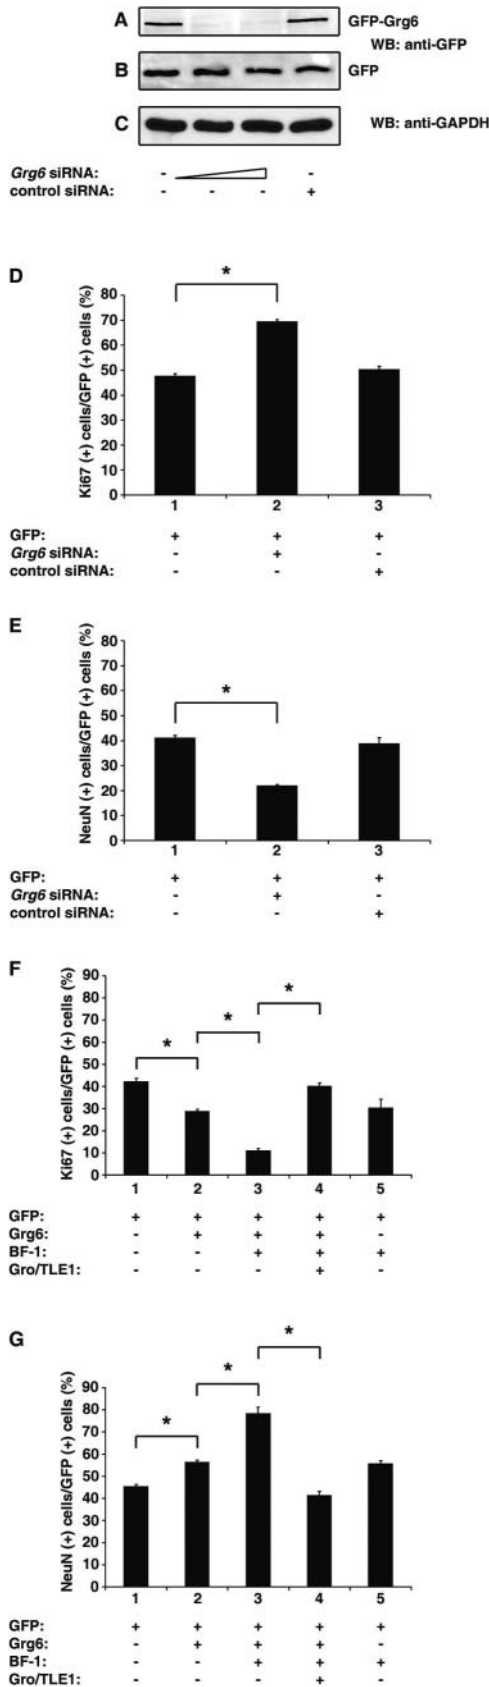 A GFP-Grg6
WB: anti-GFP
B GFP
C WB: anti-GAPDH
Grg6 siRNA: - -
control siRNA: - - - +
D
*
Ki67 (+) cells/GFP (+) cells (%)
80
70
60
50
40
30
20
10
0
1 2 3
GFP: + + +
Grg6 siRNA: - + -
control siRNA: - - +
E
*
NeuN (+) cells/GFP (+) cells (%)
80
70
60
50
40
30
20
10
0
1 2 3
GFP: + + +
Grg6 siRNA: - + -
control siRNA: - - +
F
* * *
Ki67 (+) cells/GFP (+) cells (%)
90
80
70
60
50
40
30
20
10
0
1 2 3 4 5
GFP: + + + + +
Grg6: - + + + -
BF-1: - - + + +
Gro/TLE1: - - - + -
G
* * *
NeuN (+) cells/GFP (+) cells (%)
90
80
70
60
50
40
30
20
10
0
1 2 3 4 5
GFP: + + + + +
Grg6: - + + + -
BF-1: - - + + +
Gro/TLE1: - - - + -